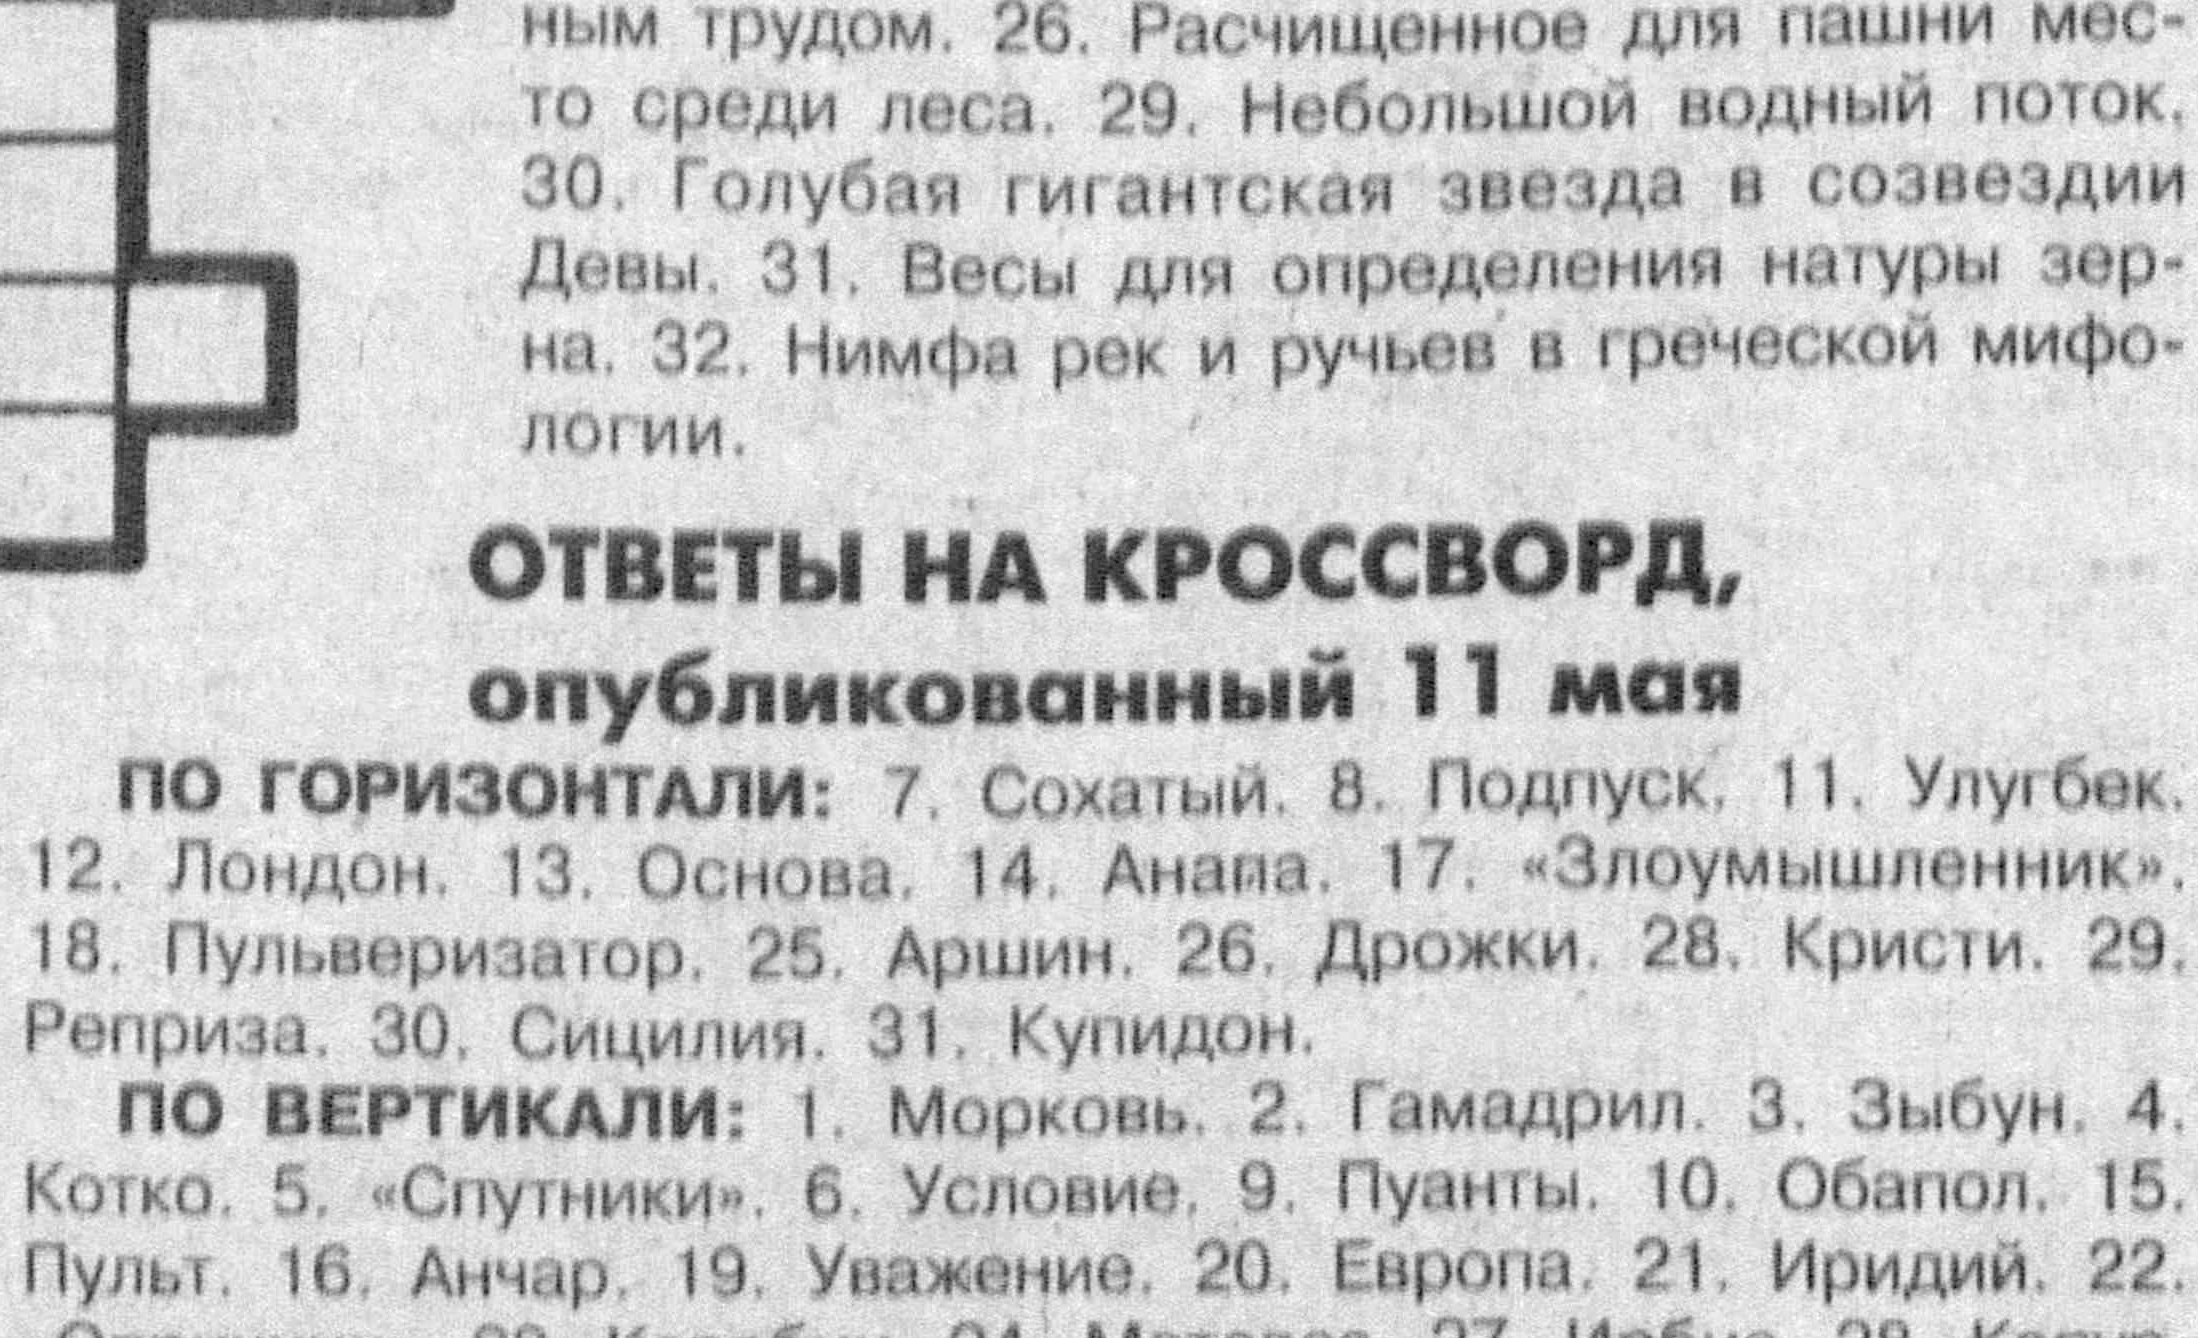 ным трудом. 26. Расчищенное для пашни мес-
то среди леса. 29. Небольшой водный поток.
30. Голубая гигантская звезда в созвездии
Девы. 31. Весы для определения натуры зер-
на. 32. Нимфа рек и ручьев в греческой мифо-
логии.
ОТВЕТЫ НА КРОССВОРД,
опубликованный 11 мая
ПО ГОРИЗОНТАЛИ: 7. Сохатый. 8. Подпуск. 11. Улугбек.
12. Лондон. 13. Основа. 14. Анапа. 17. «Злоумышленник».
18. Пульверизатор. 25. Аршин. 26. Дрожки. 28. Кристи. 29.
Реприза. 30. Сицилия. 31. Купидон.
ПО ВЕРТИКАЛИ: 1. Морковь. 2. Гамадрил. 3. Зыбун. 4.
Котко. 5. «Спутники». 6. Условие. 9. Пуанты. 10. Обапол. 15.
Пульт. 16. Анчар. 19. Уважение. 20. Европа. 21. Иридий. 22.